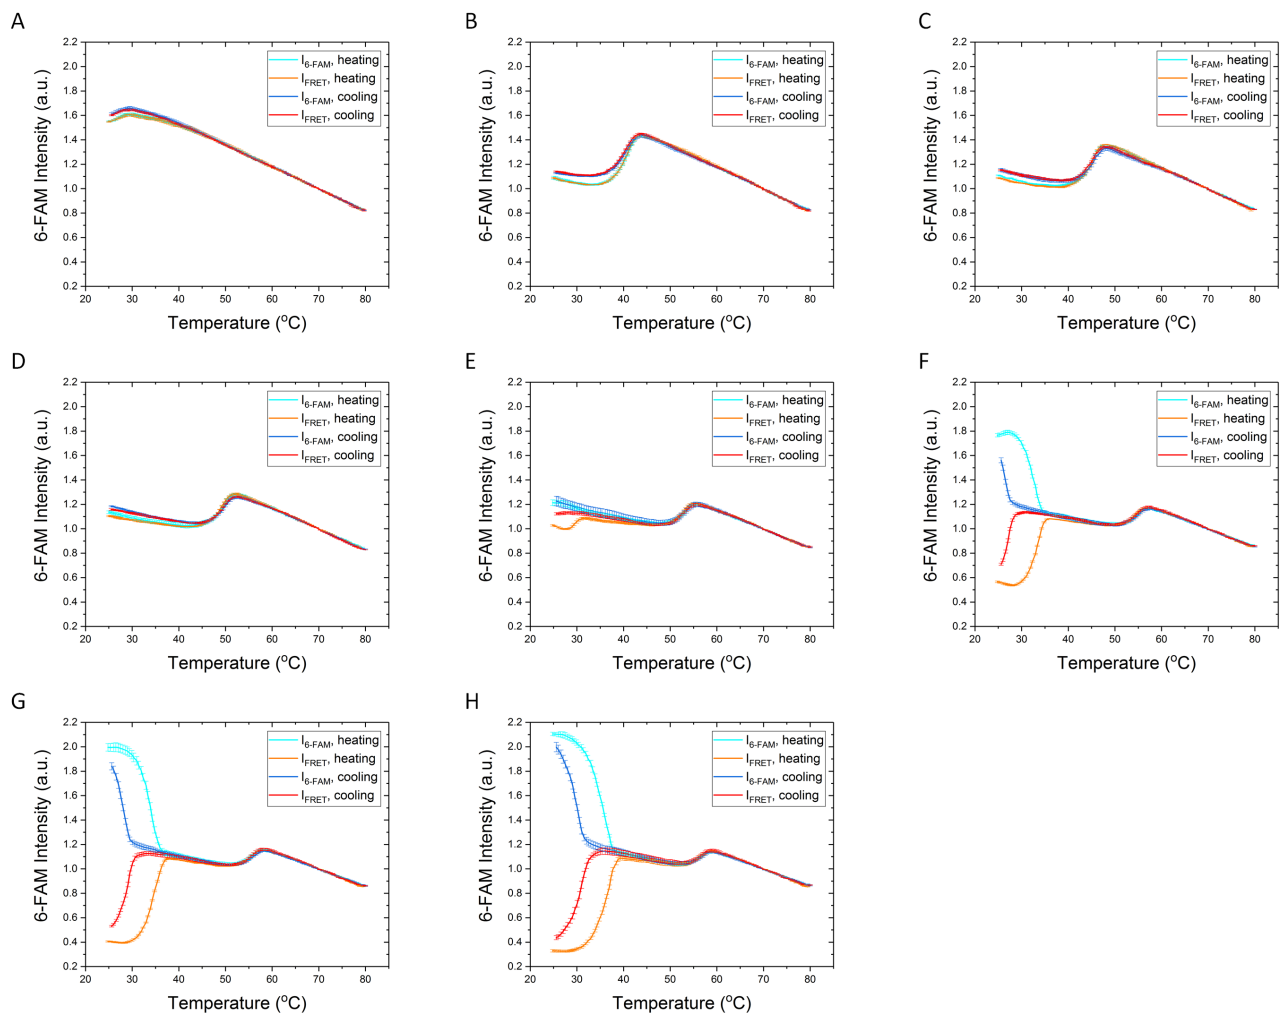 A
6-FAM Intensity (a.u.)
2.2
2.0
1.8
1.6
1.4
1.2
1.0
0.8
0.6
0.4
0.2
I6-FAM, heating
IFRET, heating
I6-FAM, cooling
IFRET, cooling
20 30 40 50 60 70 80
Temperature (oC)
B
6-FAM Intensity (a.u.)
2.2
2.0
1.8
1.6
1.4
1.2
1.0
0.8
0.6
0.4
0.2
I6-FAM, heating
IFRET, heating
I6-FAM, cooling
IFRET, cooling
20 30 40 50 60 70 80
Temperature (oC)
C
6-FAM Intensity (a.u.)
2.2
2.0
1.8
1.6
1.4
1.2
1.0
0.8
0.6
0.4
0.2
I6-FAM, heating
IFRET, heating
I6-FAM, cooling
IFRET, cooling
20 30 40 50 60 70 80
Temperature (oC)
D
6-FAM Intensity (a.u.)
2.2
2.0
1.8
1.6
1.4
1.2
1.0
0.8
0.6
0.4
0.2
I6-FAM, heating
IFRET, heating
I6-FAM, cooling
IFRET, cooling
20 30 40 50 60 70 80
Temperature (oC)
E
6-FAM Intensity (a.u.)
2.2
2.0
1.8
1.6
1.4
1.2
1.0
0.8
0.6
0.4
0.2
I6-FAM, heating
IFRET, heating
I6-FAM, cooling
IFRET, cooling
20 30 40 50 60 70 80
Temperature (oC)
F
6-FAM Intensity (a.u.)
2.2
2.0
1.8
1.6
1.4
1.2
1.0
0.8
0.6
0.4
0.2
I6-FAM, heating
IFRET, heating
I6-FAM, cooling
IFRET, cooling
20 30 40 50 60 70 80
Temperature (oC)
G
6-FAM Intensity (a.u.)
2.2
2.0
1.8
1.6
1.4
1.2
1.0
0.8
0.6
0.4
0.2
I6-FAM, heating
IFRET, heating
I6-FAM, cooling
IFRET, cooling
20 30 40 50 60 70 80
Temperature (oC)
H
6-FAM Intensity (a.u.)
2.2
2.0
1.8
1.6
1.4
1.2
1.0
0.8
0.6
0.4
0.2
I6-FAM, heating
IFRET, heating
I6-FAM, cooling
IFRET, cooling
20 30 40 50 60 70 80
Temperature (oC)